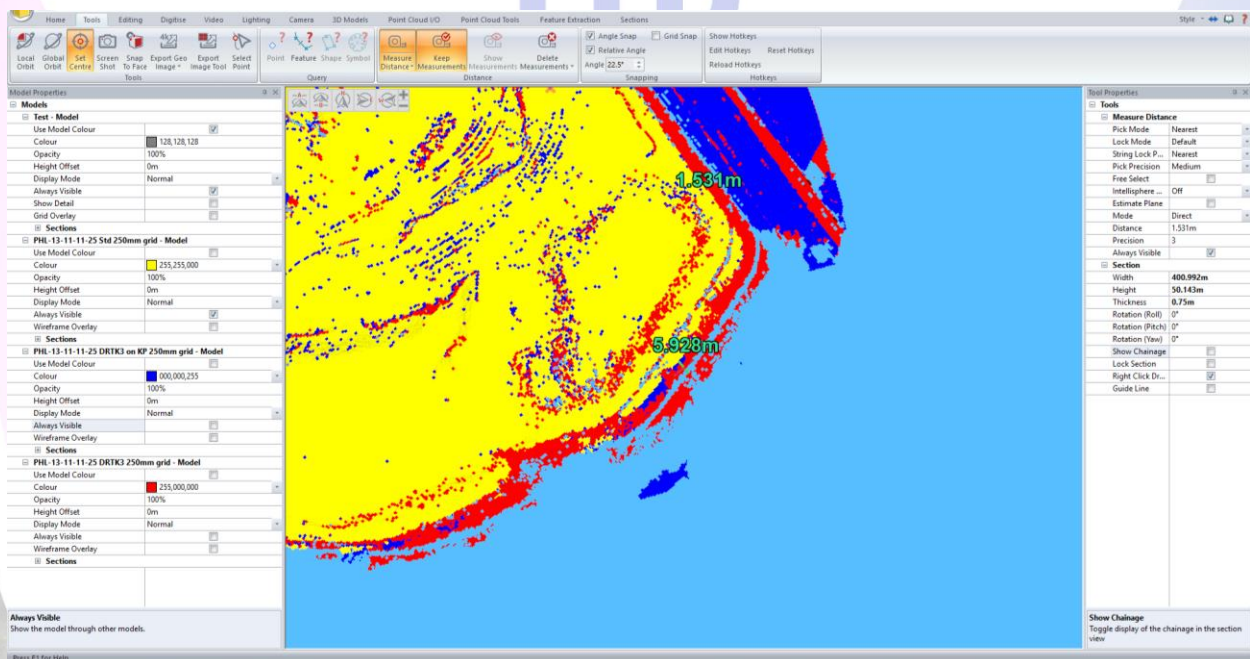 Home Tools Editing Digitise Video Lighting Camera 3D Models Point Cloud I/O Point Cloud Tools Feature Extraction Sections Style ?
Local Orbit
Global Orbit
Set Centre
Screen Shot
Snap To Face
Export Geo Image
Export Image Tool
Select Point
Tools
Point Feature Shape Symbol
Query
Measure Distance
Keep Measurements
Show Measurements
Delete Measurements
Distance
Angle Snap Grid Snap
Relative Angle
Angle 22.5°
Snapping
Show Hotkeys
Edit Hotkeys Reset Hotkeys
Reload Hotkeys
Hotkeys
Model Properties
Models
Test - Model
Use Model Colour
Colour 128,128,128
Opacity 100%
Height Offset 0m
Display Mode Normal
Always Visible
Show Detail
Grid Overlay
Sections
PHL-13-11-11-25 Std 250mm grid - Model
Use Model Colour
Colour 255,255,000
Opacity 100%
Height Offset 0m
Display Mode Normal
Always Visible
Wireframe Overlay
Sections
PHL-13-11-11-25 DRTK3 on KP 250mm grid - Model
Use Model Colour
Colour 000,000,255
Opacity 100%
Height Offset 0m
Display Mode Normal
Always Visible
Wireframe Overlay
Sections
PHL-13-11-11-25 DRTK3 250mm grid - Model
Use Model Colour
Colour 255,000,000
Opacity 100%
Height Offset 0m
Display Mode Normal
Always Visible
Wireframe Overlay
Sections
Always Visible
Show the model through other models.
Press F1 for Help
1.531m
5.928m
Tool Properties
Tools
Measure Distance
Pick Mode Nearest
Lock Mode Default
String Lock P... Nearest
Pick Precision Medium
Free Select
Intellisphere ... Off
Estimate Plane
Mode Direct
Distance 1.531m
Precision 3
Always Visible
Section
Width 400.992m
Height 50.143m
Thickness 0.75m
Rotation (Roll) 0°
Rotation (Pitch) 0°
Rotation (Yaw) 0°
Show Chainage
Lock Section
Right Click Dr...
Guide Line
Show Chainage
Toggle display of the chainage in the section
view